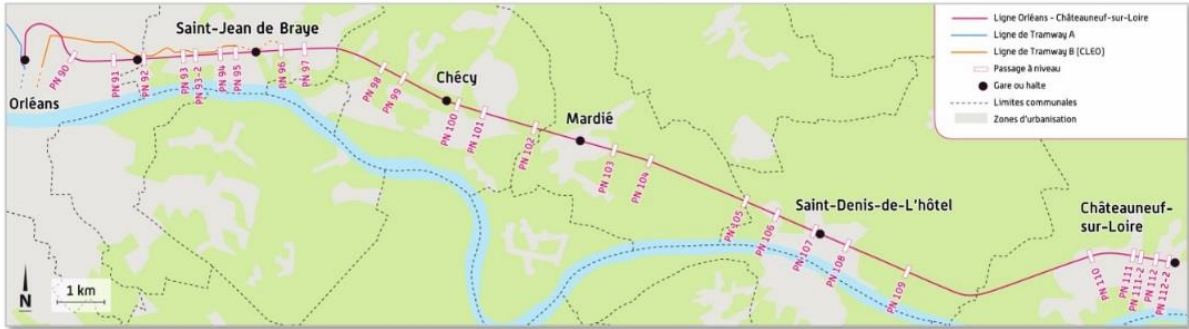 Saint-Jean de Braye
Orléans
Chécy
Mardié
Saint-Denis-de-L'hôtel
Châteauneuf-
sur-Loire
PN 90
PN 91
PN 92
PN 93
PN 93-2
PN 94
PN 95
PN 96
PN 97
PN 98
PN 99
PN 100
PN 101
PN 102
PN 103
PN 104
PN 105
PN 106
PN 107
PN 108
PN 109
PN 110
PN 111
PN 111-2
PN 112
PN 112-2
N
1 km
Ligne Orléans - Châteauneuf-sur-Loire
Ligne de Tramway A
Ligne de Tramway B (CLEO)
Passage à niveau
Gare ou halte
Limites communales
Zones d'urbanisation